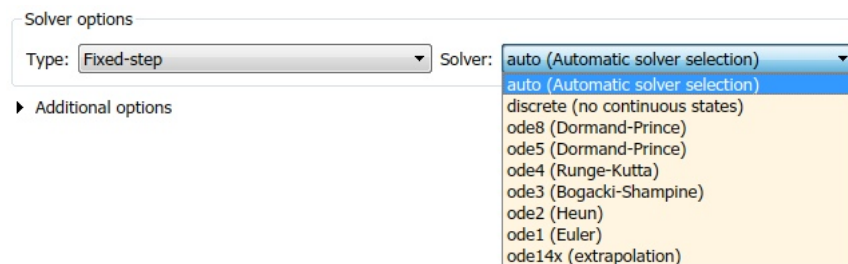 Solver options
Type: Fixed-step Solver: auto (Automatic solver selection)
auto (Automatic solver selection)
Additional options
discrete (no continuous states)
ode8 (Dormand-Prince)
ode5 (Dormand-Prince)
ode4 (Runge-Kutta)
ode3 (Bogacki-Shampine)
ode2 (Heun)
ode1 (Euler)
ode14x (extrapolation)